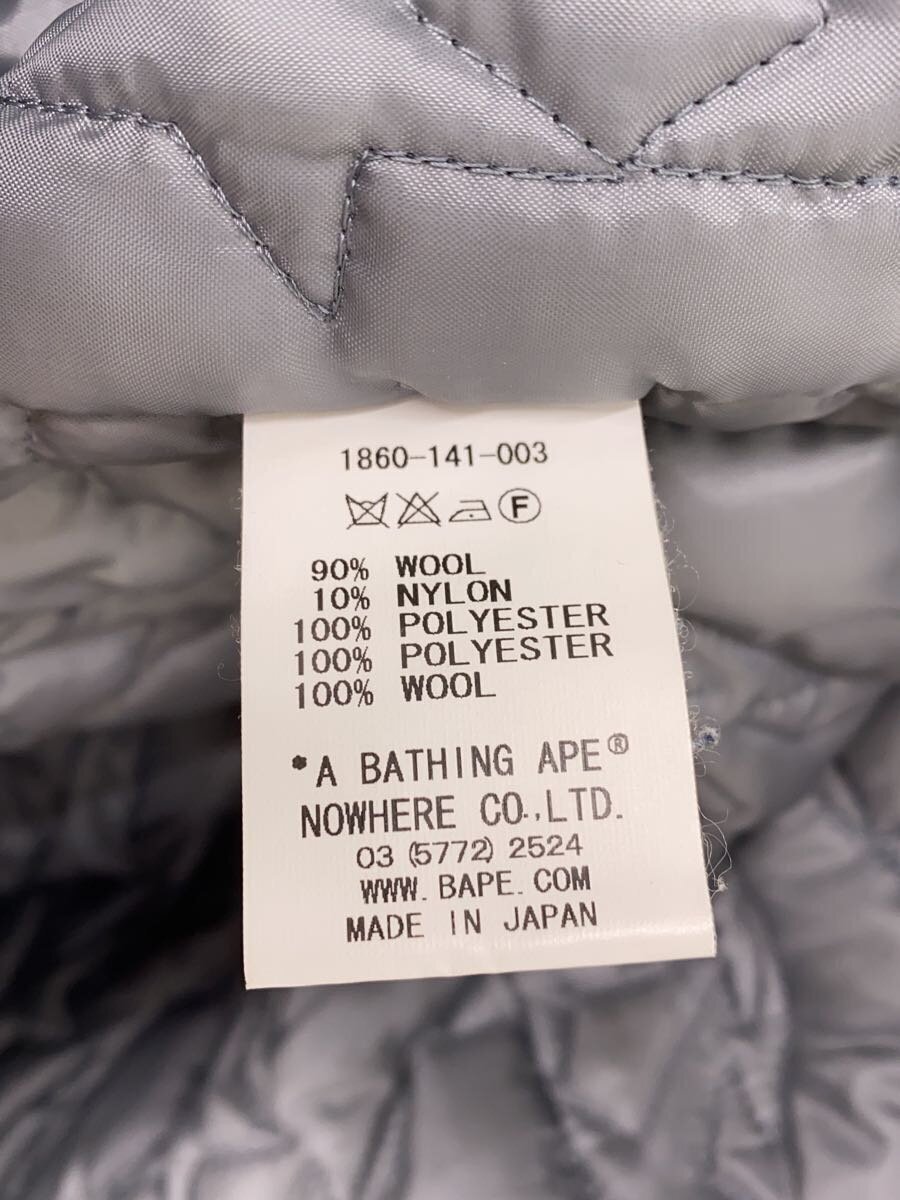 1860-141-003
F
90% WOOL
10% NYLON
100% POLYESTER
100% POLYESTER
100% WOOL
*A BATHING APE®
NOWHERE CO.,LTD.
03 (5772) 2524
WWW.BAPE.COM
MADE IN JAPAN